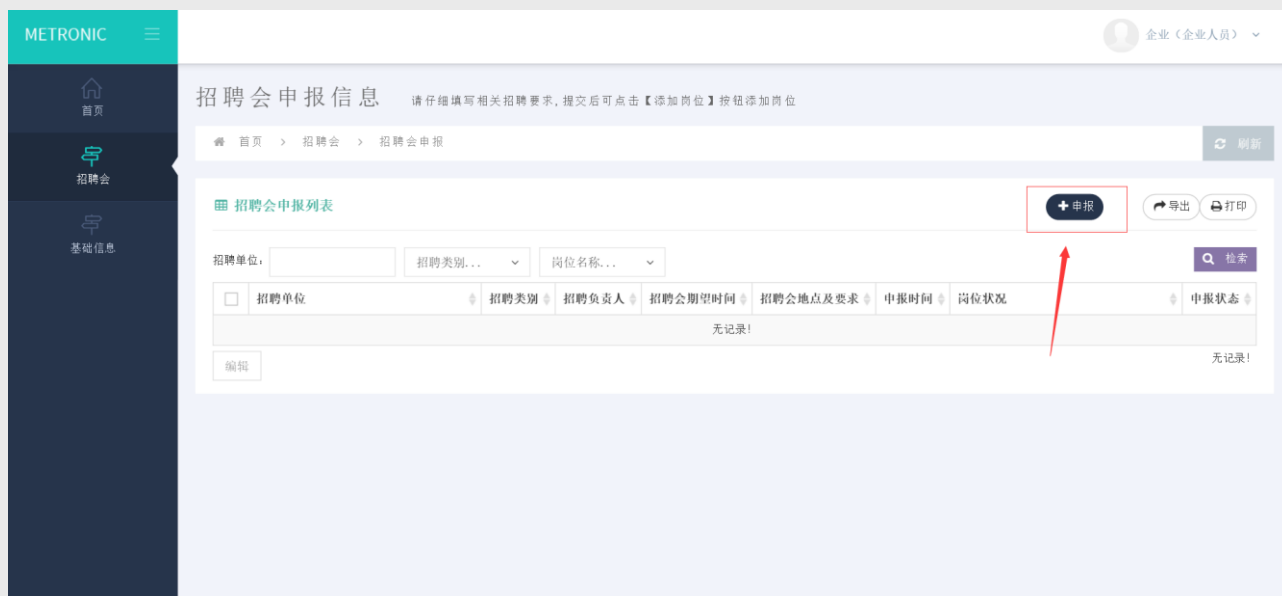 METRONIC
企业（企业人员）
首页
招聘会
基础信息
招聘会申报信息 请仔细填写相关招聘要求,提交后可点击【添加岗位】按钮添加岗位
首页 > 招聘会 > 招聘会申报
刷新
招聘会申报列表
申报
导出
打印
招聘单位:
招聘类别...
岗位名称...
检索
招聘单位 招聘类别 招聘负责人 招聘会期望时间 招聘会地点及要求 申报时间 岗位状况 申报状态
无记录!
编辑
无记录!